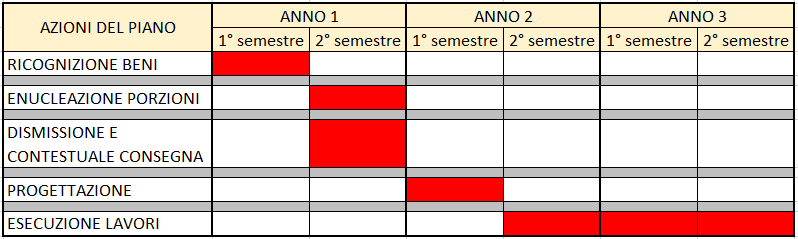 AZIONI DEL PIANO ANNO 1 ANNO 2 ANNO 3
1° semestre 2° semestre 1° semestre 2° semestre 1° semestre 2° semestre
RICOGNIZIONE BENI
ENUCLEAZIONE PORZIONI
DISMISSIONE E
CONTESTUALE CONSEGNA
PROGETTAZIONE
ESECUZIONE LAVORI